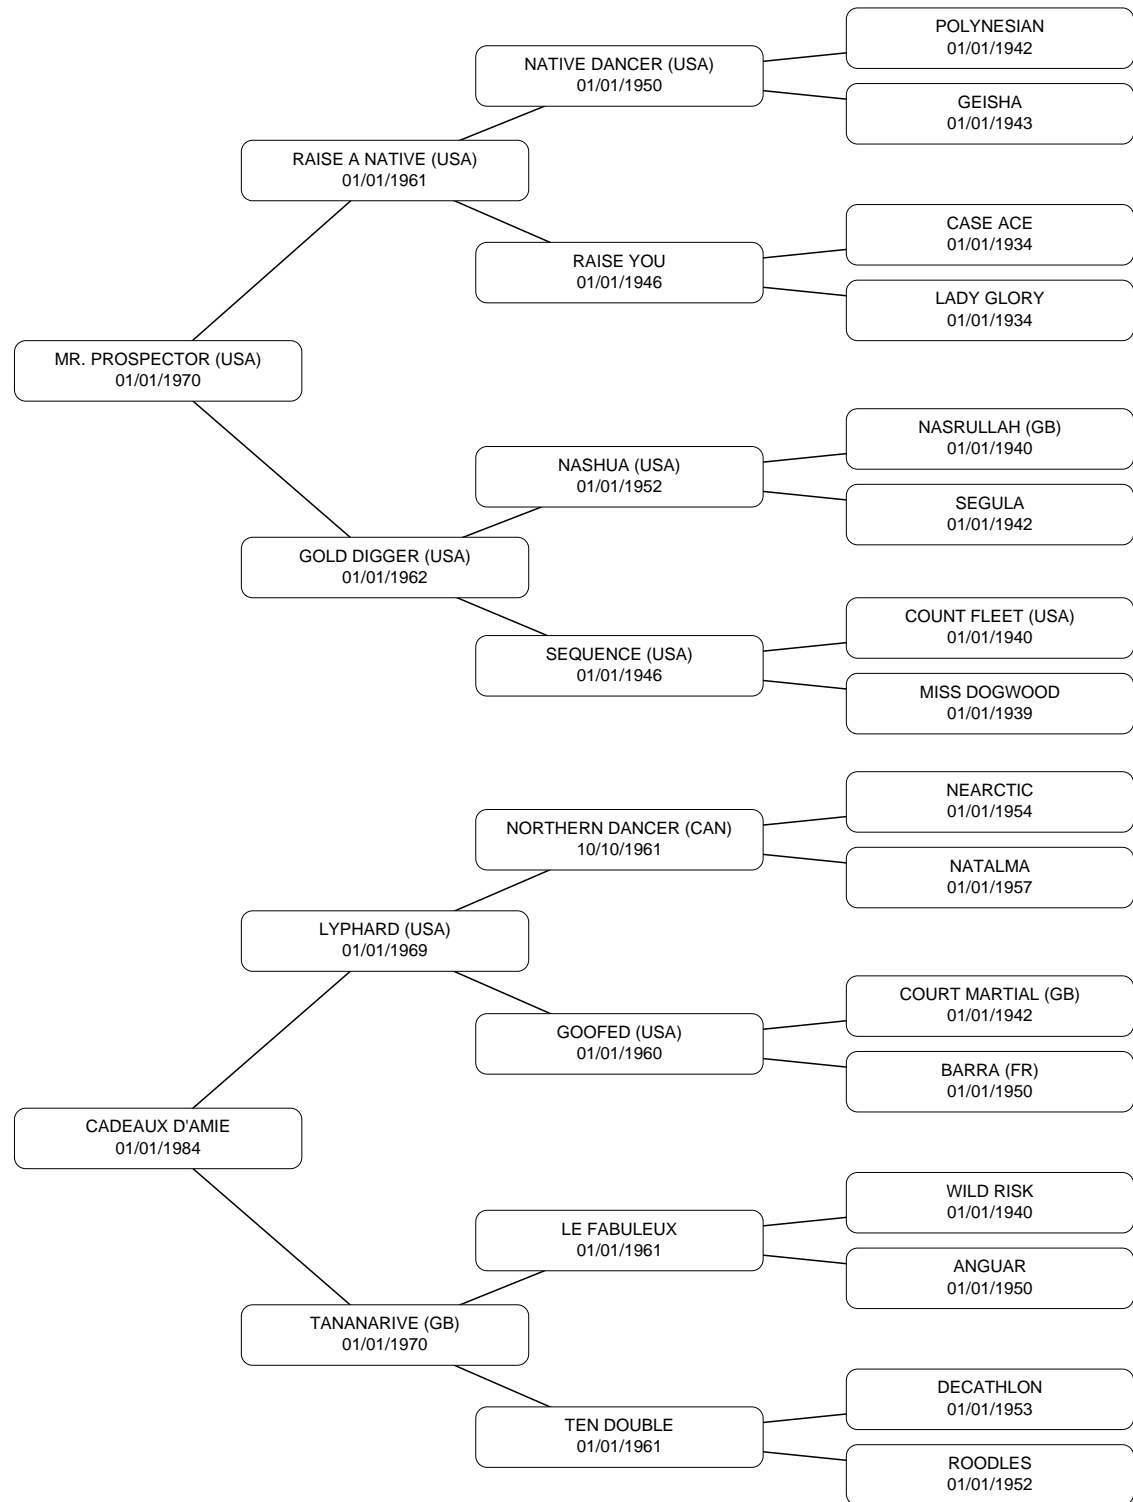 POLYNESIAN
01/01/1942
NATIVE DANCER (USA)
01/01/1950
GEISHA
01/01/1943
RAISE A NATIVE (USA)
01/01/1961
CASE ACE
01/01/1934
RAISE YOU
01/01/1946
LADY GLORY
01/01/1934
MR. PROSPECTOR (USA)
01/01/1970
NASRULLAH (GB)
01/01/1940
NASHUA (USA)
01/01/1952
SEGULA
01/01/1942
GOLD DIGGER (USA)
01/01/1962
COUNT FLEET (USA)
01/01/1940
SEQUENCE (USA)
01/01/1946
MISS DOGWOOD
01/01/1939
NEARCTIC
01/01/1954
NORTHERN DANCER (CAN)
10/10/1961
NATALMA
01/01/1957
LYPHARD (USA)
01/01/1969
COURT MARTIAL (GB)
01/01/1942
GOOFED (USA)
01/01/1960
BARRA (FR)
01/01/1950
CADEAUX D'AMIE
01/01/1984
WILD RISK
01/01/1940
LE FABULEUX
01/01/1961
ANGUAR
01/01/1950
TANANARIVE (GB)
01/01/1970
DECATHLON
01/01/1953
TEN DOUBLE
01/01/1961
ROODLES
01/01/1952